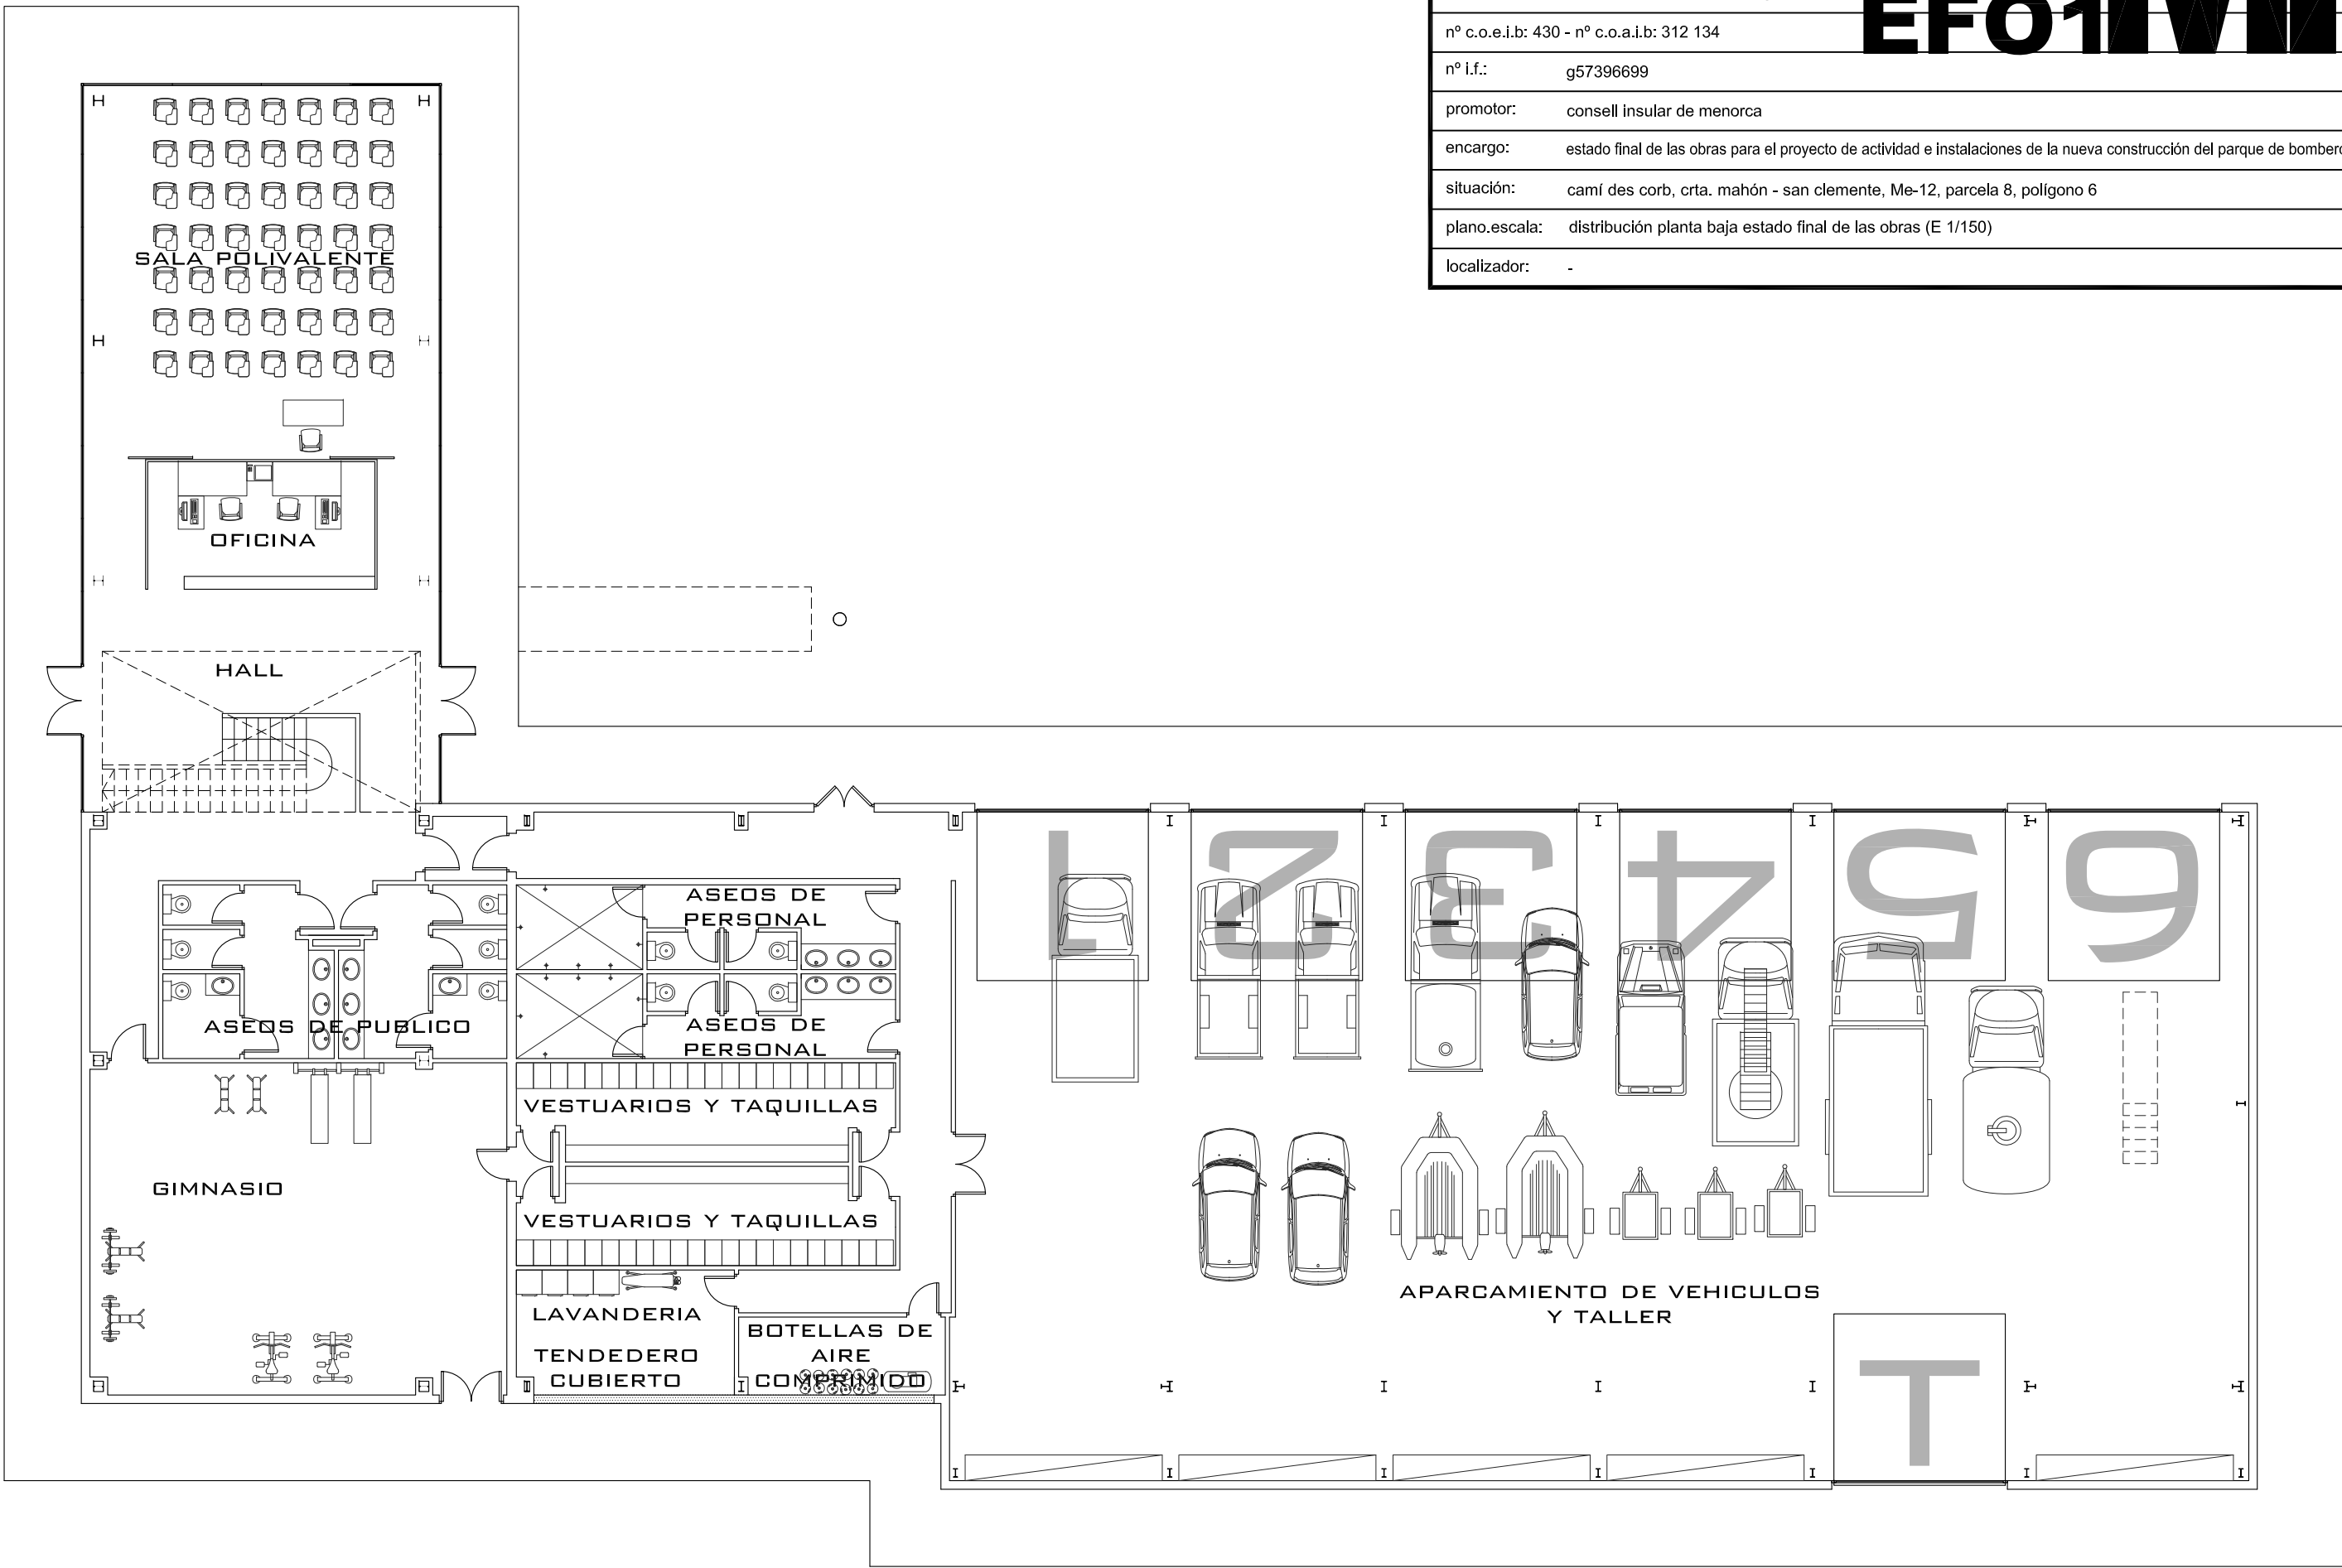 EFO1
nº c.o.e.i.b: 430 - nº c.o.a.i.b: 312 134
nº i.f.: g57396699
promotor: consell insular de menorca
encargo: estado final de las obras para el proyecto de actividad e instalaciones de la nueva construcción del parque de bombero
situación: camí des corb, crta. mahón - san clemente, Me-12, parcela 8, polígono 6
plano.escala: distribución planta baja estado final de las obras (E 1/150)
localizador: -
SALA POLIVALENTE
OFICINA
HALL
1 2 3 4 5 6
ASEOS DE
PERSONAL
ASEOS DE PUBLICO
ASEOS DE
PERSONAL
VESTUARIOS Y TAQUILLAS
GIMNASIO
VESTUARIOS Y TAQUILLAS
LAVANDERIA
TENDEDERO
CUBIERTO
BOTELLAS DE
AIRE
COMPRIMIDO
APARCAMIENTO DE VEHICULOS
Y TALLER
T